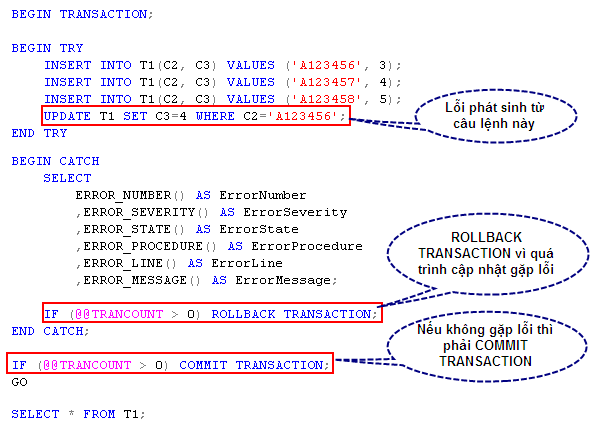 BEGIN TRANSACTION;
BEGIN TRY
INSERT INTO T1(C2, C3) VALUES ('A123456', 3);
INSERT INTO T1(C2, C3) VALUES ('A123457', 4);
INSERT INTO T1(C2, C3) VALUES ('A123458', 5);
UPDATE T1 SET C3=4 WHERE C2='A123456';
END TRY
Lỗi phát sinh từ
câu lệnh này
BEGIN CATCH
SELECT
ERROR_NUMBER() AS ErrorNumber
,ERROR_SEVERITY() AS ErrorSeverity
,ERROR_STATE() AS ErrorState
,ERROR_PROCEDURE() AS ErrorProcedure
,ERROR_LINE() AS ErrorLine
,ERROR_MESSAGE() AS ErrorMessage;
IF (@@TRANCOUNT > 0) ROLLBACK TRANSACTION;
END CATCH;
ROLLBACK
TRANSACTION vì quá
trình cập nhật gặp lỗi
IF (@@TRANCOUNT > 0) COMMIT TRANSACTION;
GO
Nếu không gặp lỗi thì
phải COMMIT
TRANSACTION
SELECT * FROM T1;